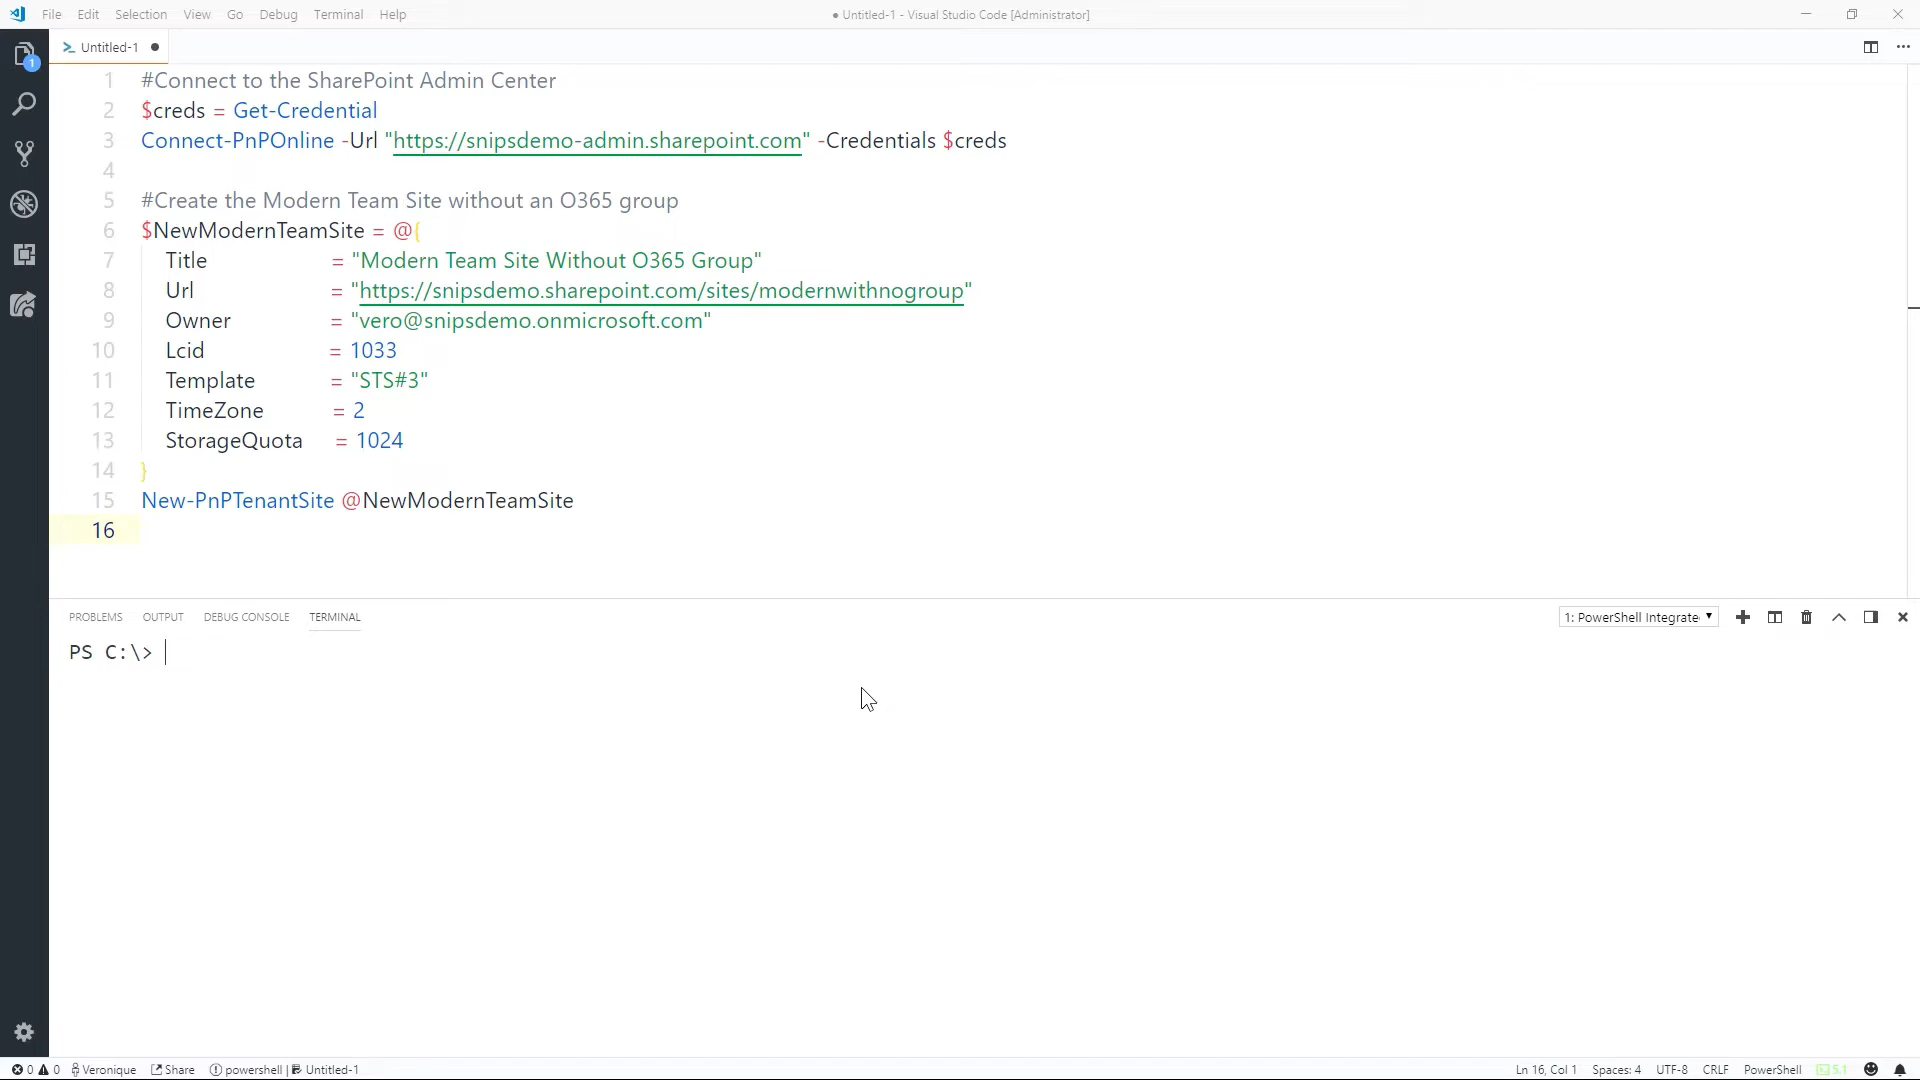 File Edit Selection View Go Debug Terminal Help
● Untitled-1 - Visual Studio Code [Administrator]
Untitled-1
1
1 #Connect to the SharePoint Admin Center
2 $creds = Get-Credential
3 Connect-PnPOnline -Url "https://snipsdemo-admin.sharepoint.com" -Credentials $creds
4
5 #Create the Modern Team Site without an O365 group
6 $NewModernTeamSite = @{
7 Title = "Modern Team Site Without O365 Group"
8 Url = "https://snipsdemo.sharepoint.com/sites/modernwithnogroup"
9 Owner = "vero@snipsdemo.onmicrosoft.com"
10 Lcid = 1033
11 Template = "STS#3"
12 TimeZone = 2
13 StorageQuota = 1024
14 }
15 New-PnPTenantSite @NewModernTeamSite
16
PROBLEMS OUTPUT DEBUG CONSOLE TERMINAL
1: PowerShell Integrate
PS C:\>
0 0 Veronique Share powershell | Untitled-1
Ln 16, Col 1 Spaces: 4 UTF-8 CRLF PowerShell 5.1